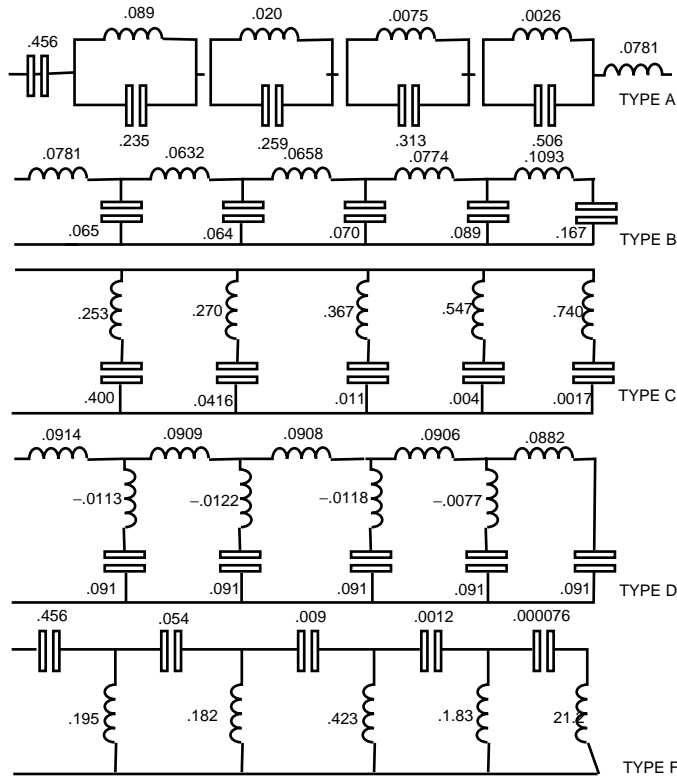 .089 .020 .0075 .0026
.456 .0781
TYPE A
.235 .259 .313 .506
.0781 .0632 .0658 .0774 .1093
.065 .064 .070 .089 .167
TYPE B
.253 .270 .367 .547 .740
.400 .0416 .011 .004 .0017
TYPE C
.0914 .0909 .0908 .0906 .0882
−.0113 −.0122 −.0118 −.0077
.091 .091 .091 .091 .091
TYPE D
.456 .054 .009 .0012 .000076
.195 .182 .423 .1.83 21.2
TYPE F